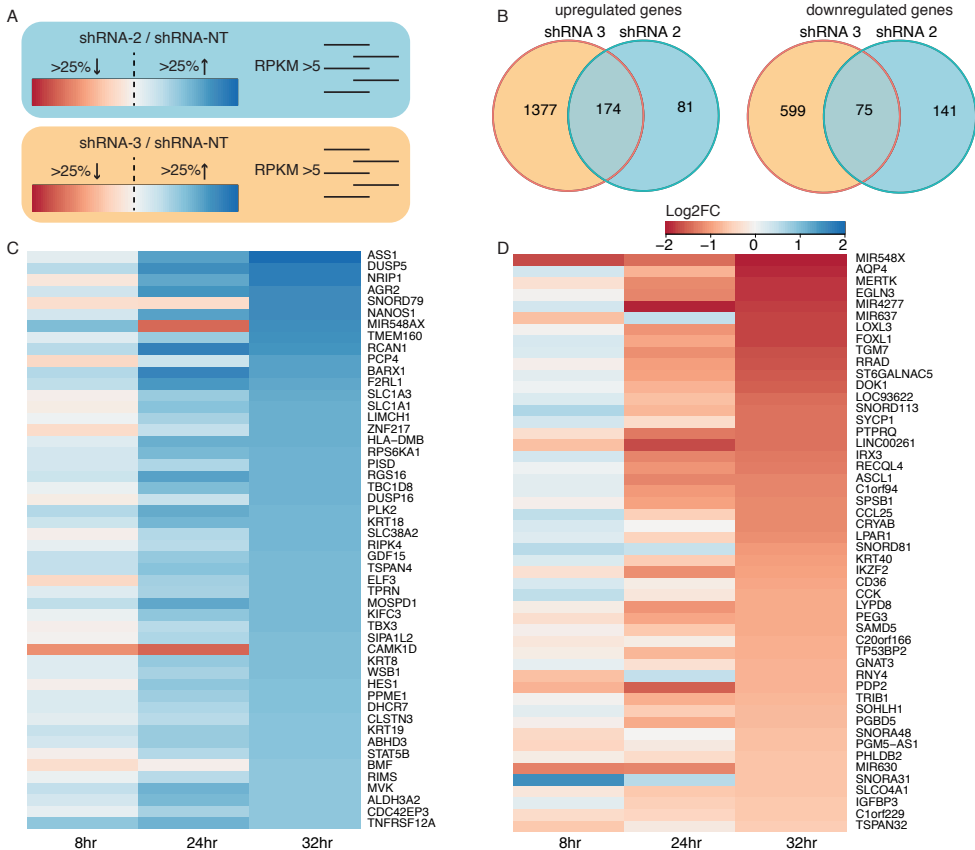 A
shRNA-2 / shRNA-NT
>25%↓ >25%↑
RPKM >5
shRNA-3 / shRNA-NT
>25%↓ >25%↑
RPKM >5
B
upregulated genes
shRNA 3 shRNA 2
1377 174 81
downregulated genes
shRNA 3 shRNA 2
599 75 141
Log2FC
−2 −1 0 1 2
C
ASS1
DUSP5
NRIP1
AGR2
SNORD79
NANOS1
MIR548AX
TMEM160
RCAN1
PCP4
BARX1
F2RL1
SLC1A3
SLC1A1
LIMCH1
ZNF217
HLA−DMB
RPS6KA1
PISD
RGS16
TBC1D8
DUSP16
PLK2
KRT18
SLC38A2
RIPK4
GDF15
TSPAN4
ELF3
TPRN
MOSPD1
KIFC3
TBX3
SIPA1L2
CAMK1D
KRT8
WSB1
HES1
PPME1
DHCR7
CLSTN3
KRT19
ABHD3
STAT5B
BMF
RIMS
MVK
ALDH3A2
CDC42EP3
TNFRSF12A
8hr 24hr 32hr
D
MIR548X
AQP4
MERTK
EGLN3
MIR4277
MIR637
LOXL3
FOXL1
TGM7
RRAD
ST6GALNAC5
DOK1
LOC93622
SNORD113
SYCP1
PTPRQ
LINC00261
IRX3
RECQL4
ASCL1
C1orf94
SPSB1
CCL25
CRYAB
LPAR1
SNORD81
KRT40
IKZF2
CD36
CCK
LYPD8
PEG3
SAMD5
C20orf166
TP53BP2
GNAT3
RNY4
PDP2
TRIB1
SOHLH1
PGBD5
SNORA48
PGM5−AS1
PHLDB2
MIR630
SNORA31
SLCO4A1
IGFBP3
C1orf229
TSPAN32
8hr 24hr 32hr